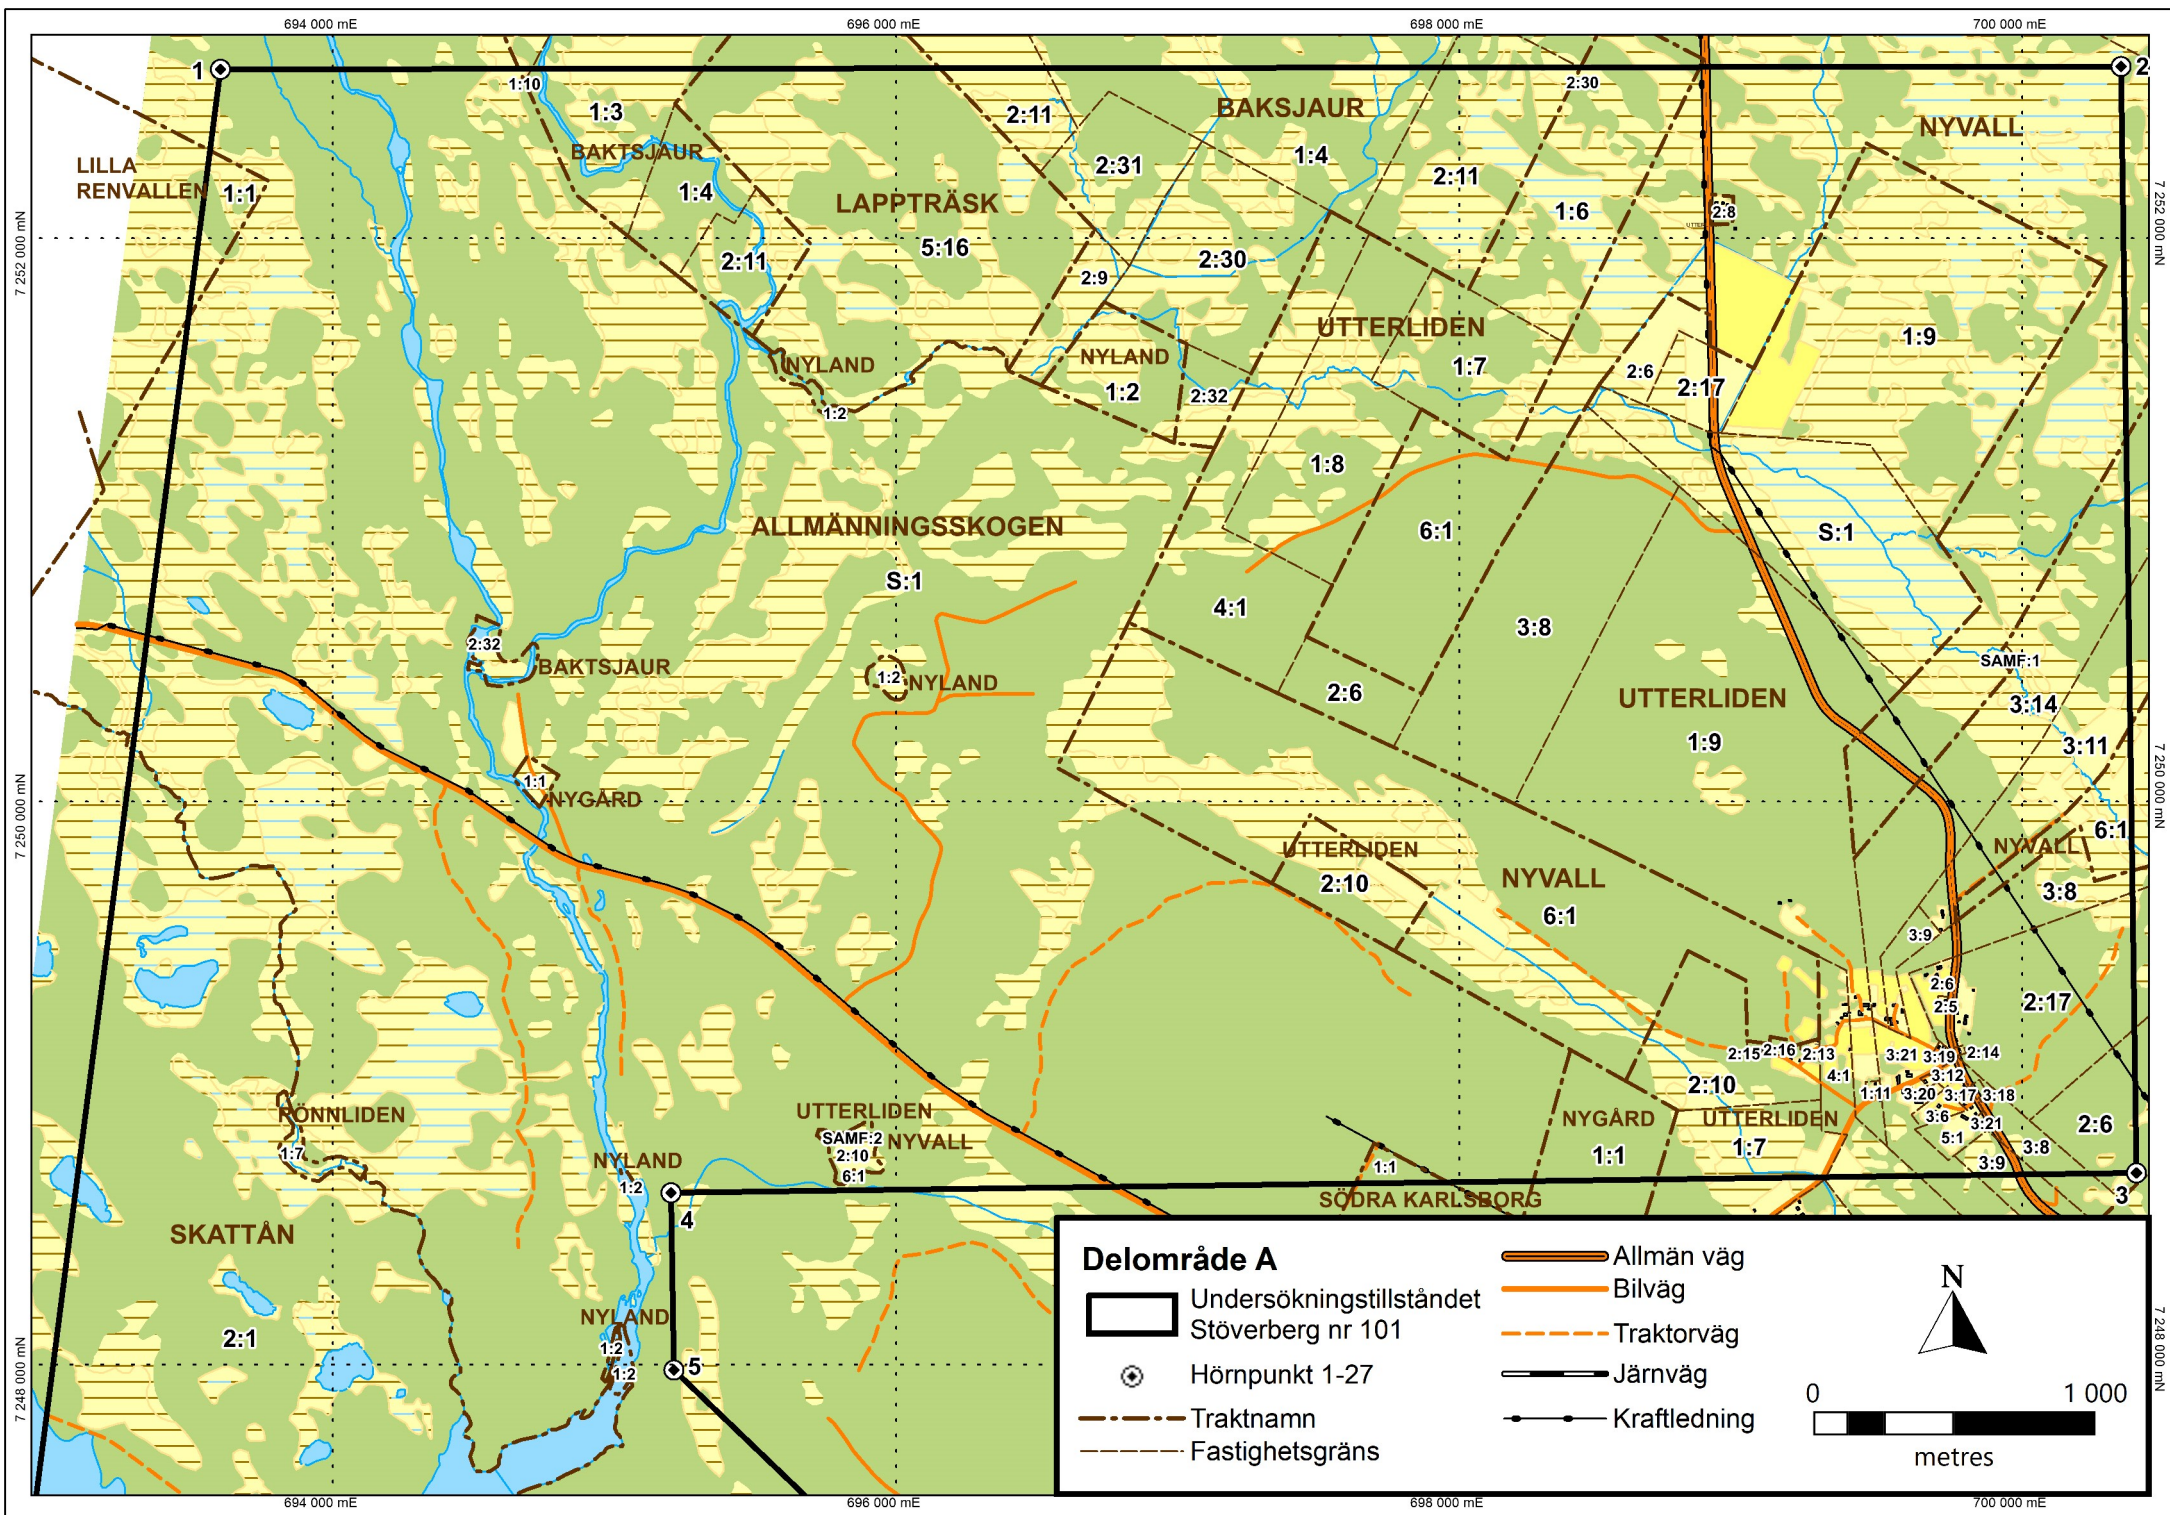 694 000 mE
696 000 mE
698 000 mE
700 000 mE
1
2
1:10
1:3
2:11
BAKSJAUR
2:30
NYVALL
LILLA
RENVALLEN
1:1
BAKTSJAUR
1:4
2:31
1:4
2:11
LAPPTRÄSK
5:16
1:6
2:8
7 252 000 mN
7 252 000 mN
2:11
2:9
2:30
UTTERLIDEN
1:7
1:9
NYLAND
1:2
NYLAND
1:2
2:32
2:6
2:17
1:8
ALLMÄNNINGSSKOGEN
S:1
6:1
S:1
4:1
3:8
2:32
BAKTSJAUR
1:2
NYLAND
2:6
UTTERLIDEN
1:9
SAMF:1
3:14
3:11
1:1
NYGÅRD
7 250 000 mN
7 250 000 mN
6:1
UTTERLIDEN
2:10
NYVALL
6:1
NYVALL
3:8
3:9
2:6
2:5
2:17
2:15
2:16
2:13
3:21
3:19
2:14
4:1
3:12
2:10
1:11
3:20
3:17
3:18
RÖNNLIDEN
1:7
UTTERLIDEN
SAMF:2
NYVALL
2:10
6:1
NYGÅRD
1:1
UTTERLIDEN
1:7
3:6
3:21
5:1
2:6
3:8
3:9
NYLAND
1:2
1:1
SÖDRA KARLSBORG
3
4
SKATTÅN
2:1
NYLAND
1:2
1:2
5
7 248 000 mN
7 248 000 mN
Delområde A
Undersökningstillståndet
Stöverberg nr 101
Hörnpunkt 1-27
Traktnamn
Fastighetsgräns
Allmän väg
Bilväg
Traktorväg
Järnväg
Kraftledning
N
0
1 000
metres
694 000 mE
696 000 mE
698 000 mE
700 000 mE